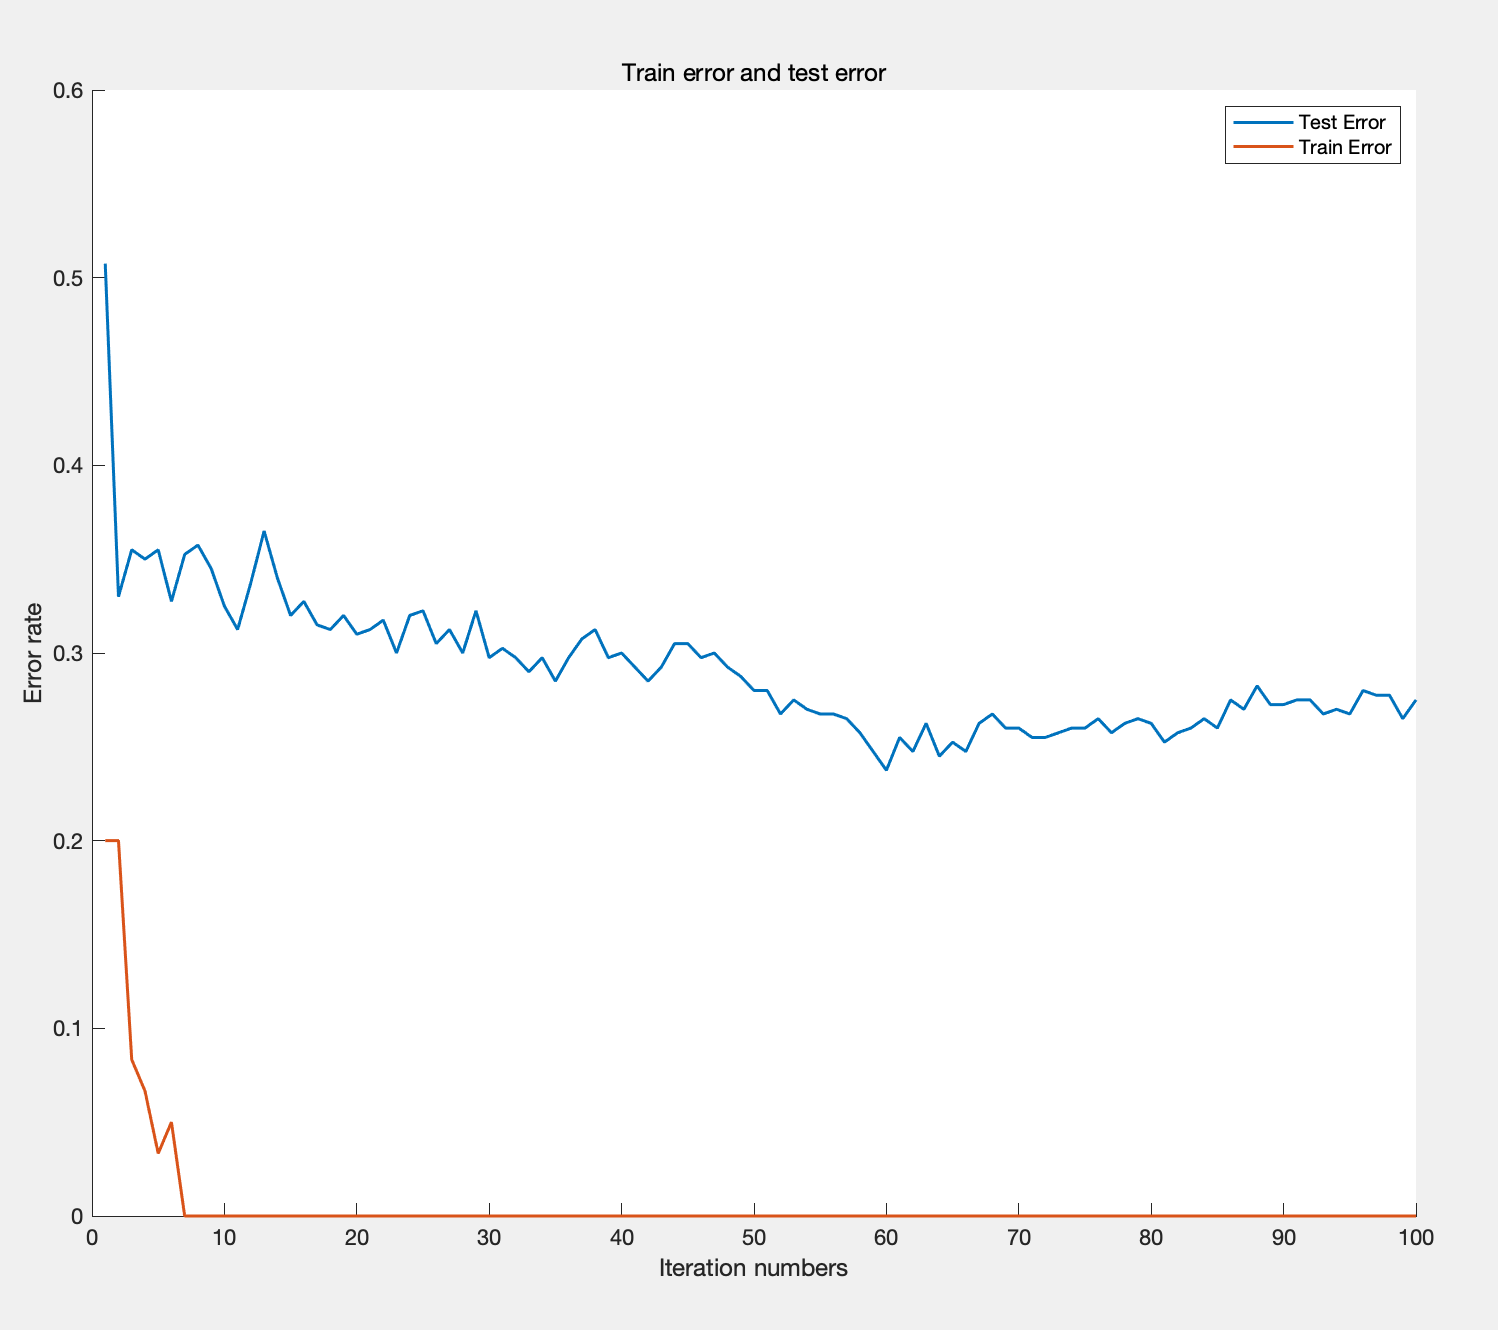 Train error and test error
Test Error
Train Error
0.6
0.5
0.4
0.3
0.2
0.1
0
Error rate
0 10 20 30 40 50 60 70 80 90 100
Iteration numbers